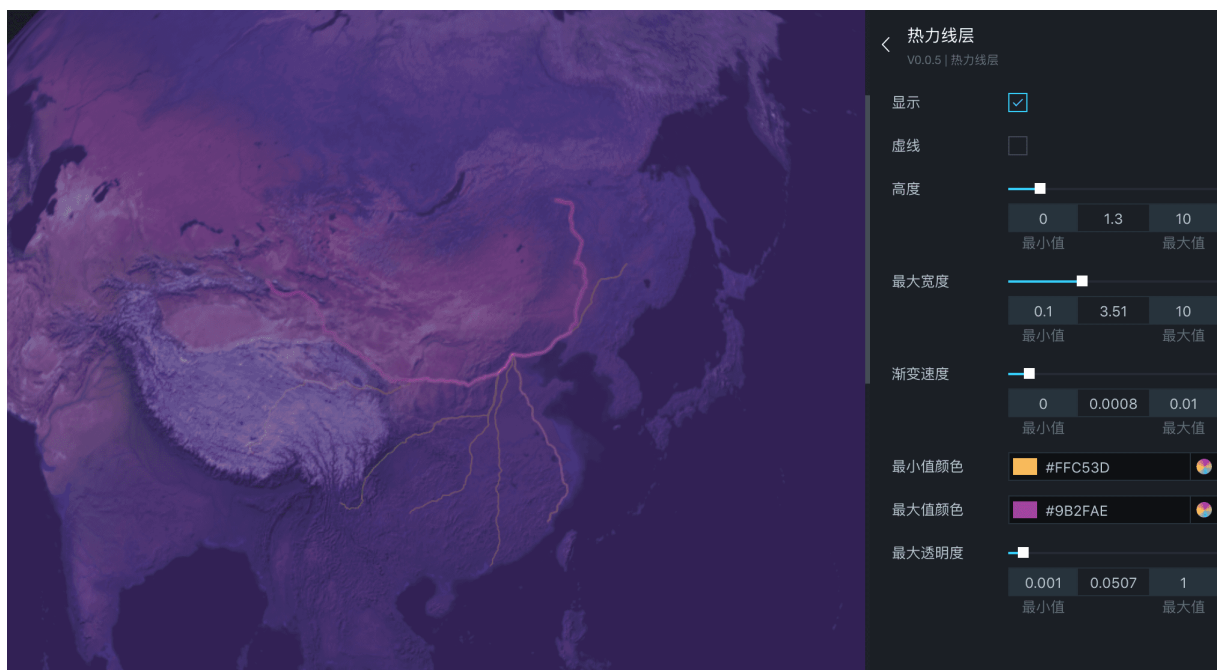 热力线层
V0.0.5 | 热力线层
显示
虚线
高度
0 1.3 10
最小值 最大值
最大宽度
0.1 3.51 10
最小值 最大值
渐变速度
0 0.0008 0.01
最小值 最大值
最小值颜色 #FFC53D
最大值颜色 #9B2FAE
最大透明度
0.001 0.0507 1
最小值 最大值